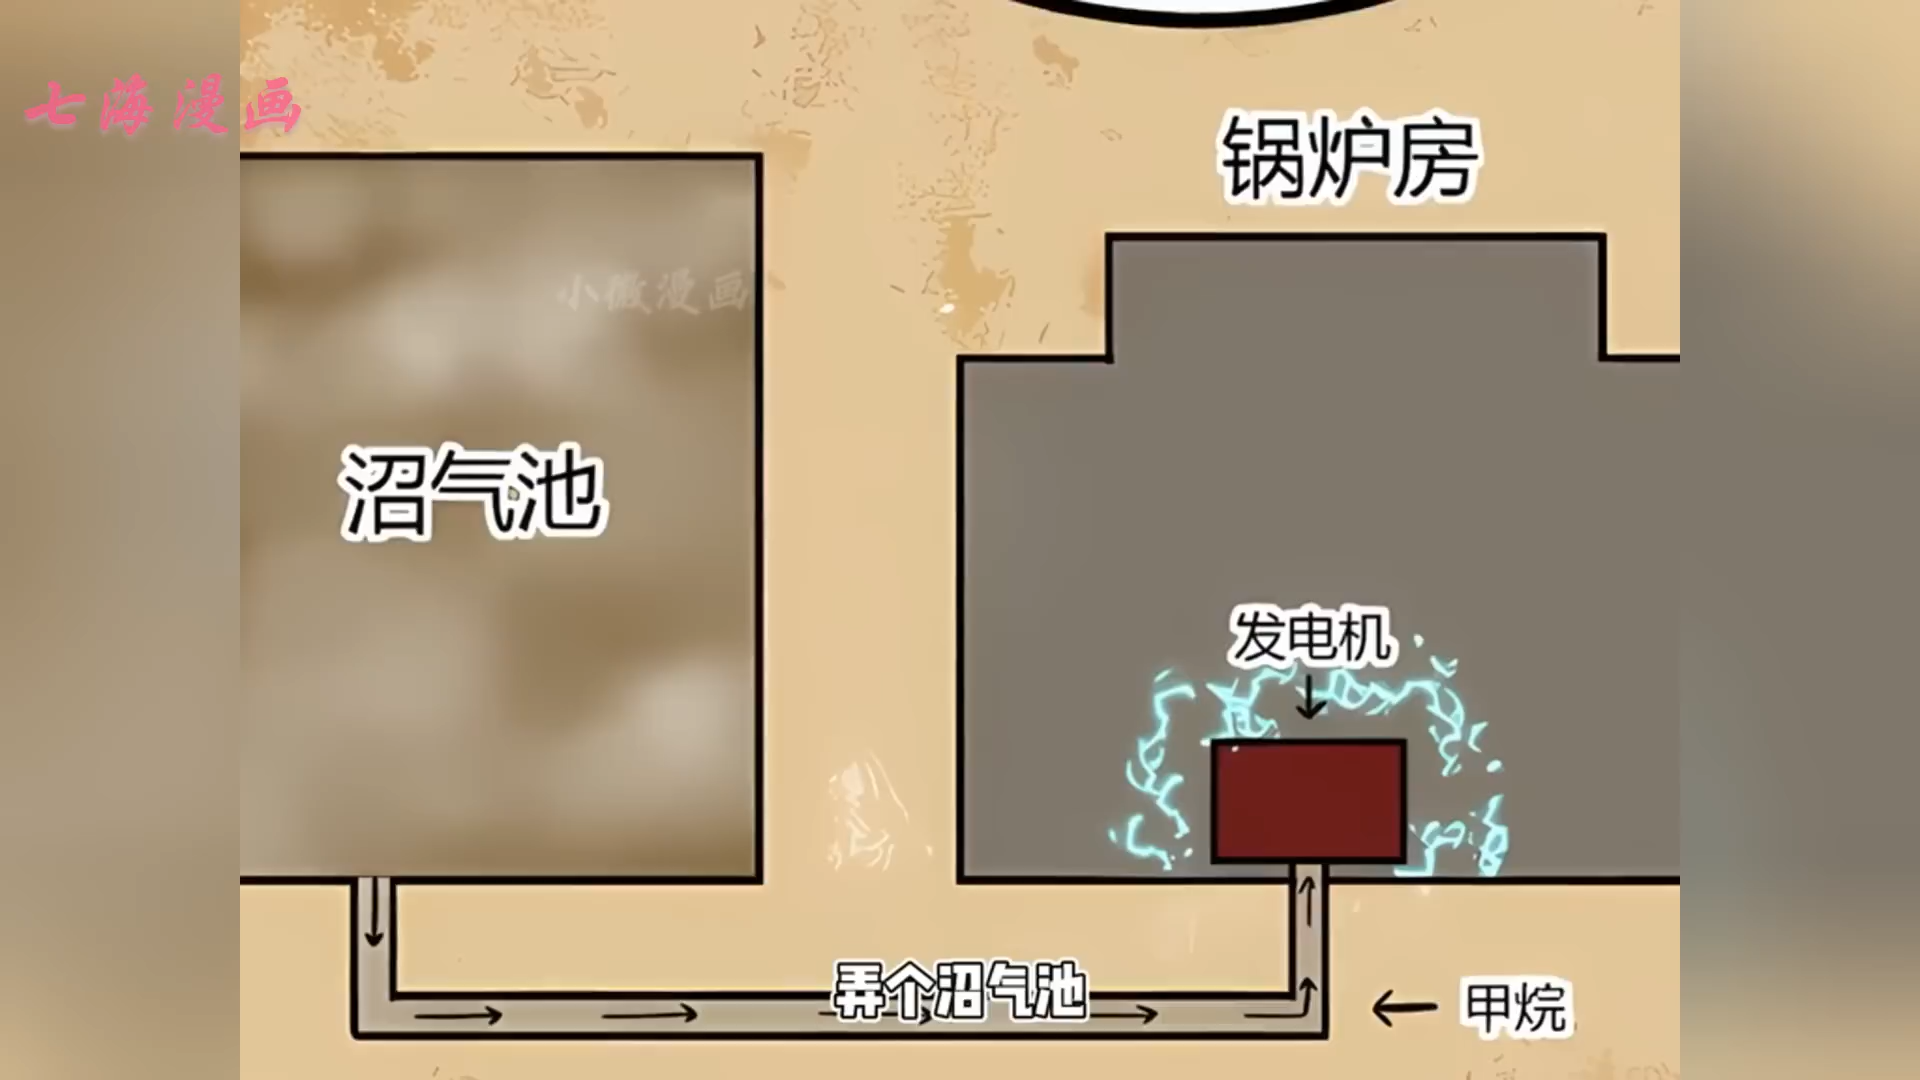 七海漫画
锅炉房
小微漫画
沼气池
发电机
弄个沼气池
甲烷